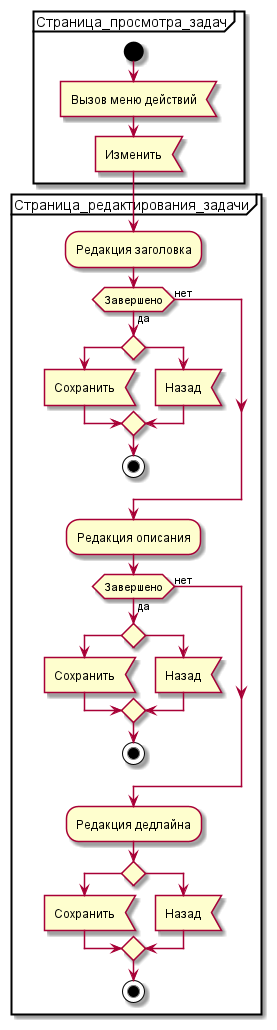 Страница_просмотра_задач
Вызов меню действий
Изменить
Страница_редактирования_задачи
Редакция заголовка
Завершено
нет
да
Сохранить
Назад
Редакция описания
Завершено
нет
да
Сохранить
Назад
Редакция дедлайна
Сохранить
Назад